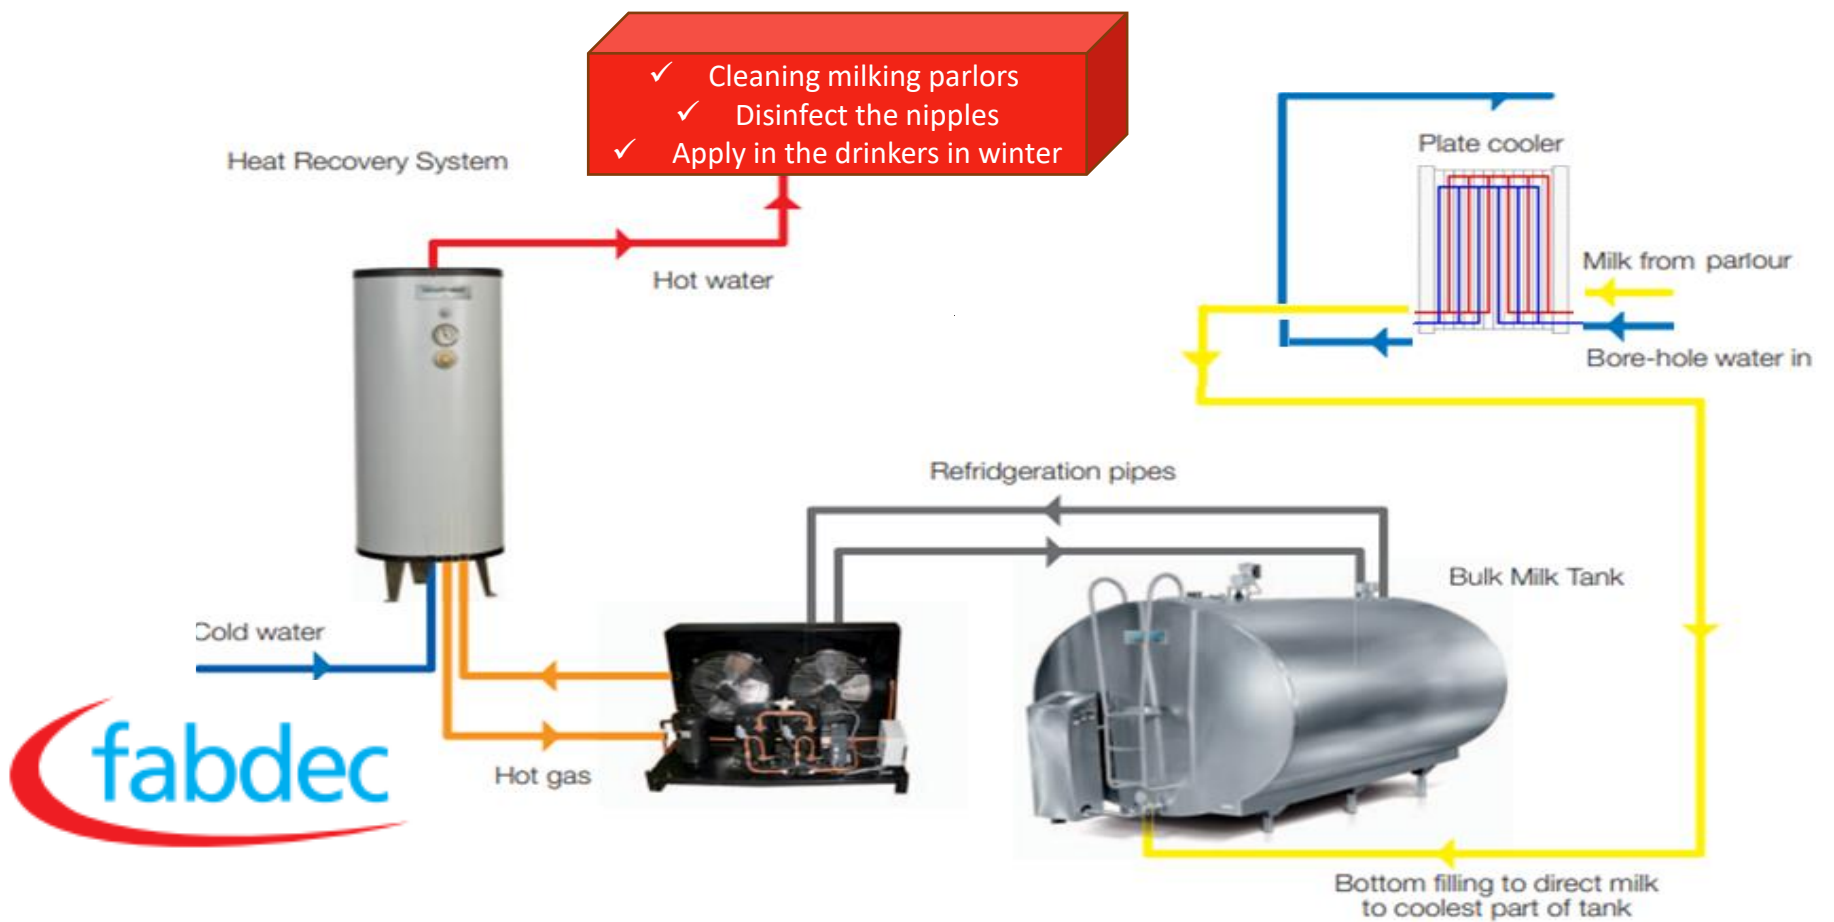 ✓ Cleaning milking parlors
✓ Disinfect the nipples
✓ Apply in the drinkers in winter
Heat Recovery System
Plate cooler
Hot water
Milk from parlour
Bore-hole water in
Refridgeration pipes
Bulk Milk Tank
Cold water
Hot gas
fabdec
Bottom filling to direct milk
to coolest part of tank